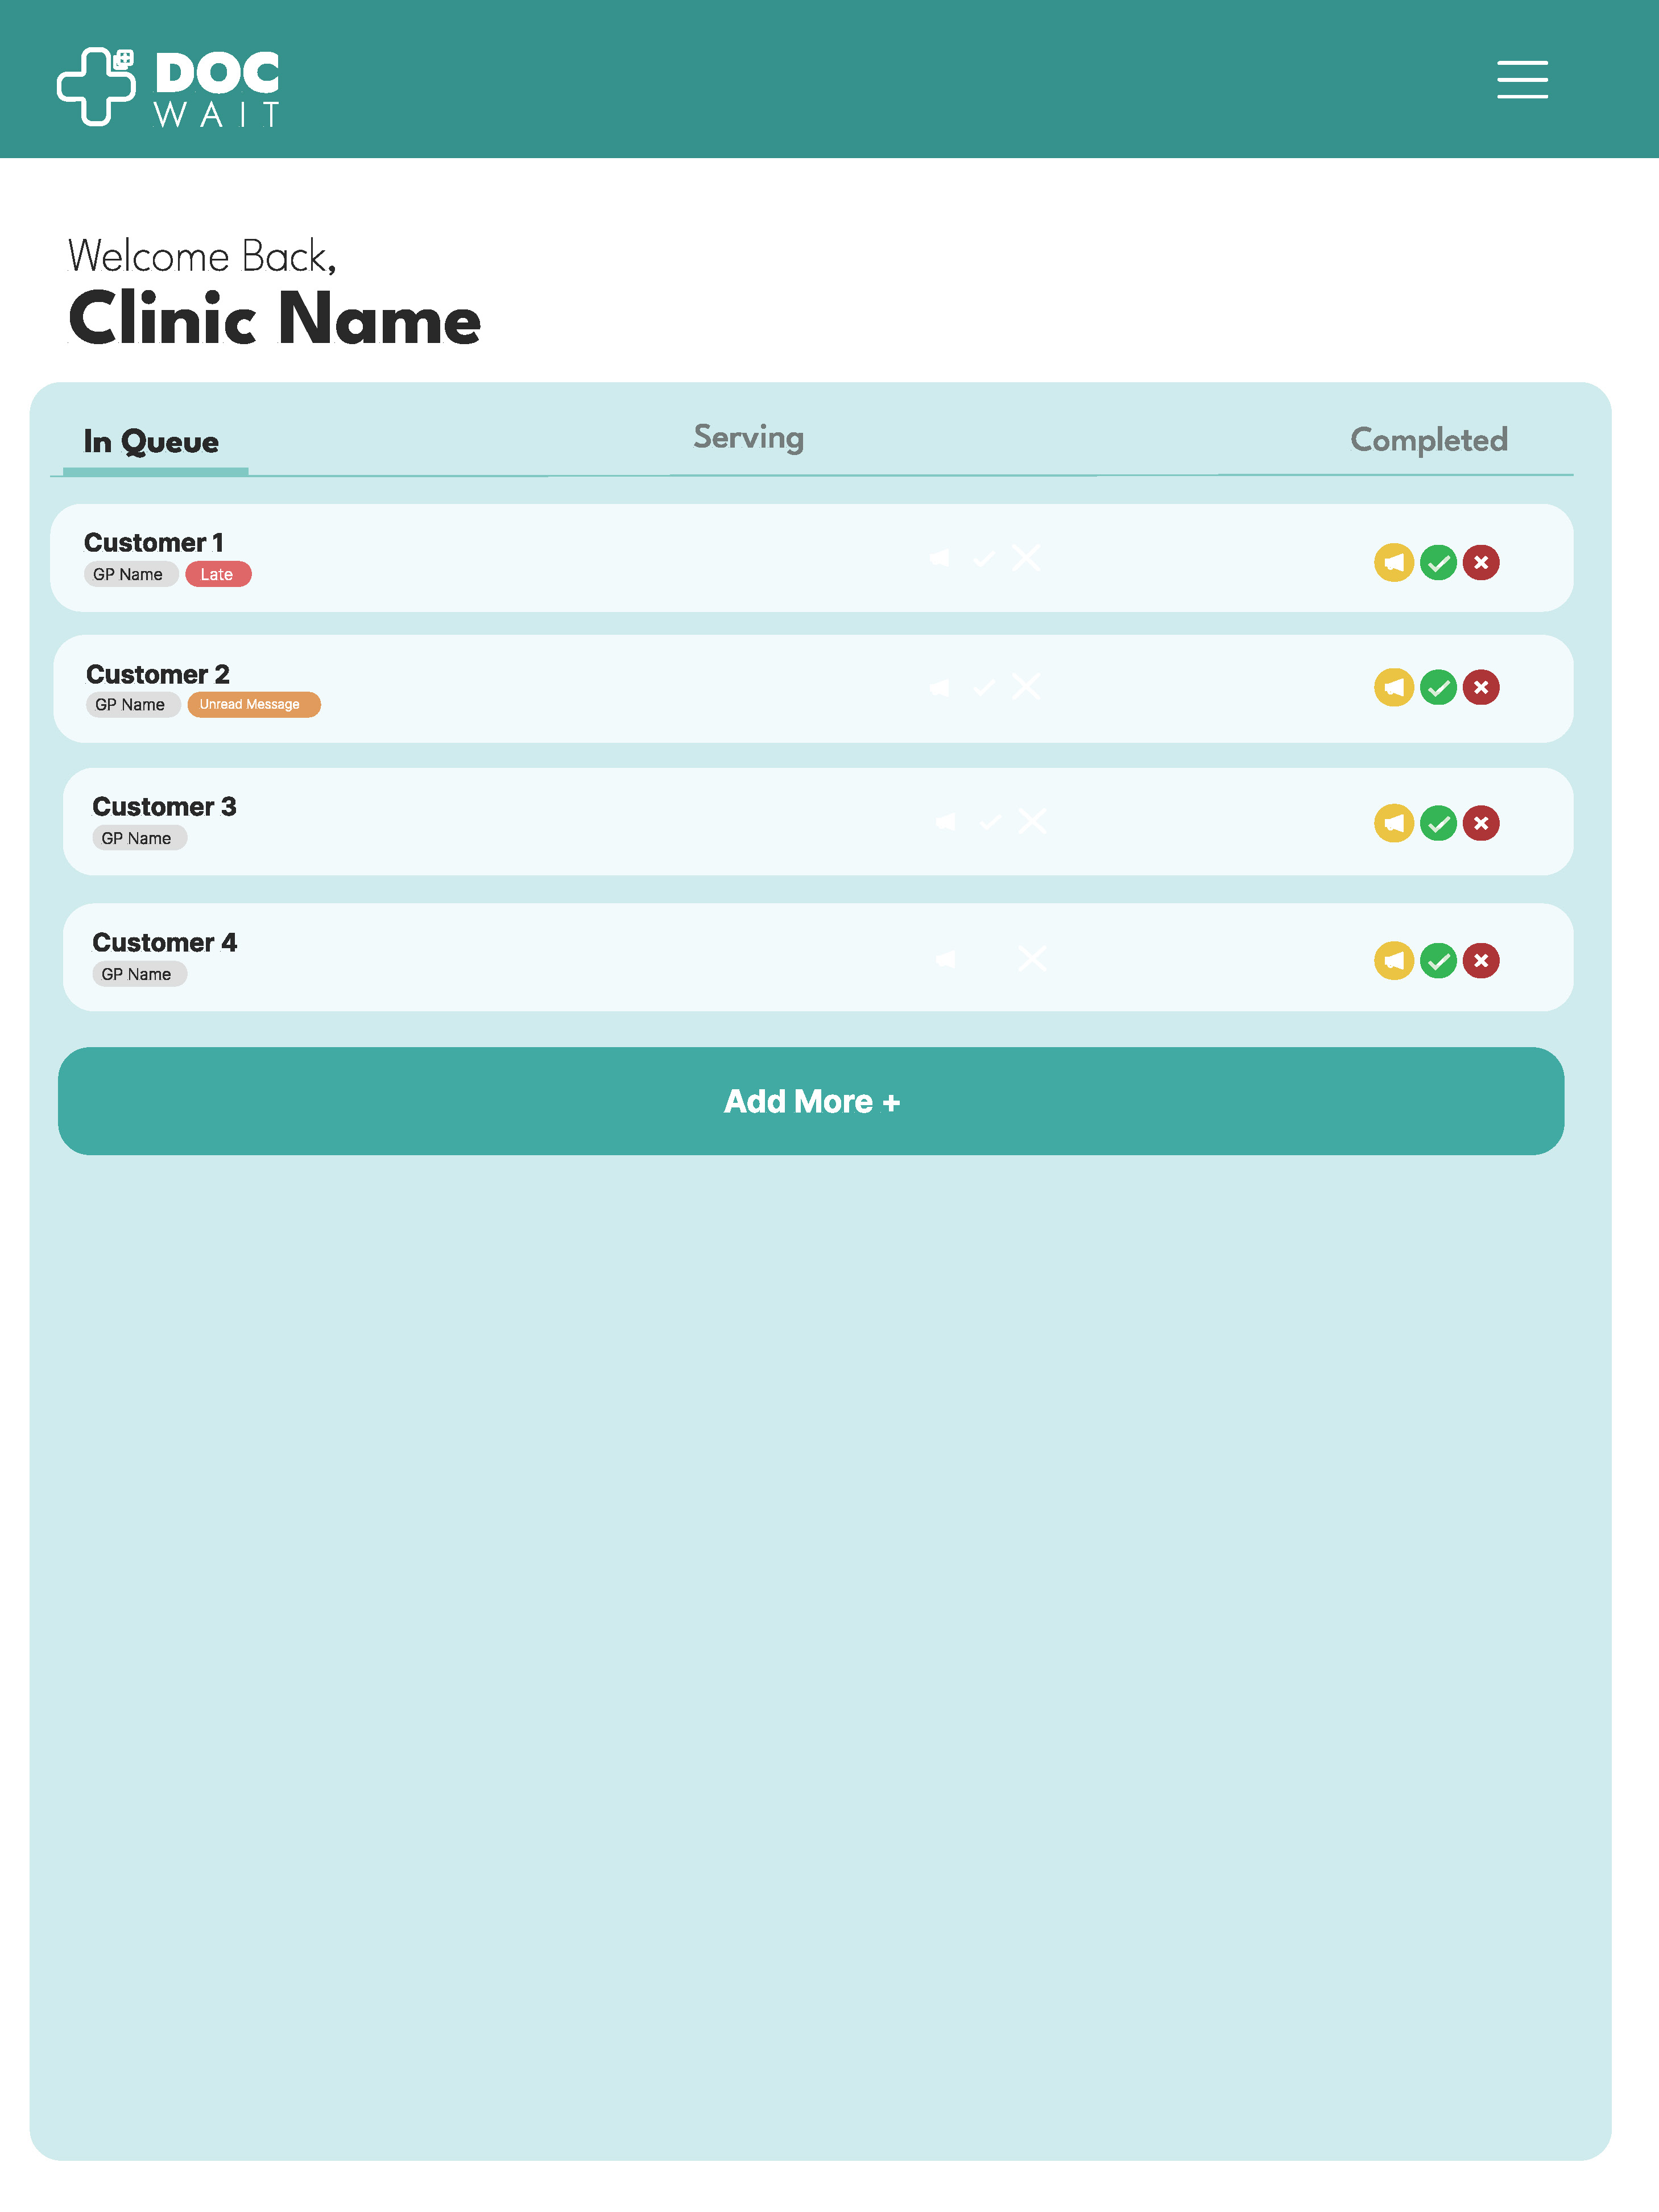 DOC
WAIT
Welcome Back,
Clinic Name
In Queue
Serving
Completed
Customer 1
GP Name
Late
Customer 2
GP Name
Unread Message
Customer 3
GP Name
Customer 4
GP Name
Add More +